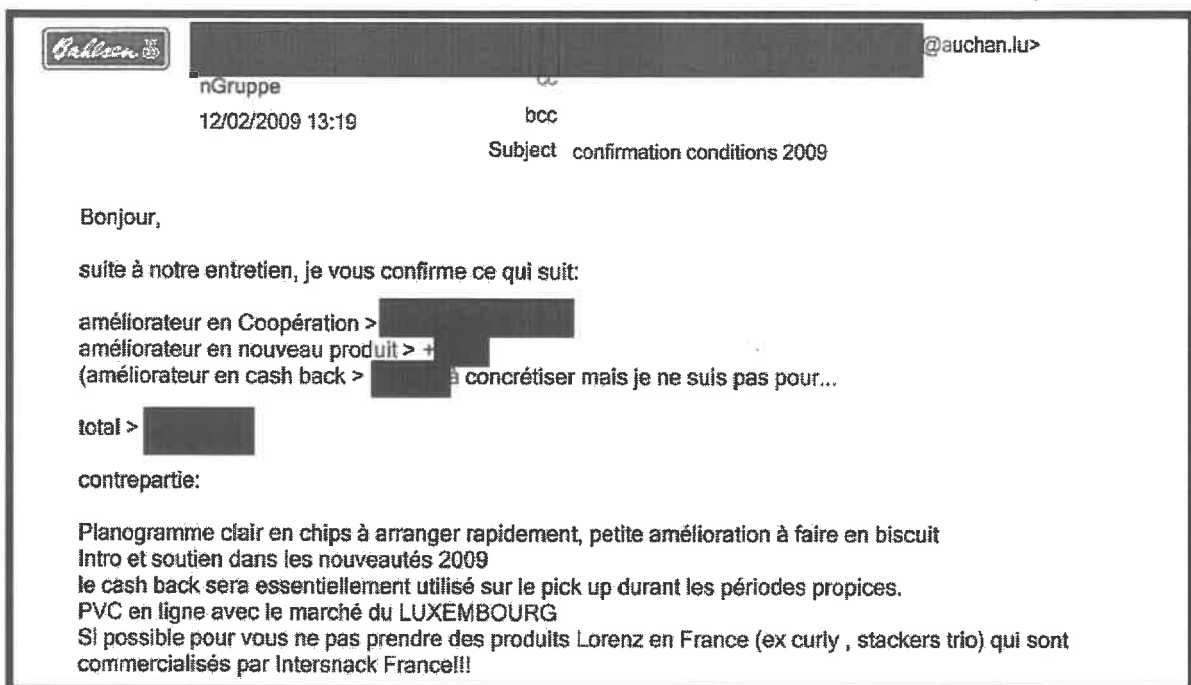 Bahlsen
@auchan.lu>
nGruppe
cc
12/02/2009 13:19
bcc
Subject confirmation conditions 2009
Bonjour,
suite à notre entretien, je vous confirme ce qui suit:
améliorateur en Coopération >
améliorateur en nouveau produit > +
(améliorateur en cash back > à concrétiser mais je ne suis pas pour...
total >
contrepartie:
Planogramme clair en chips à arranger rapidement, petite amélioration à faire en biscuit
Intro et soutien dans les nouveautés 2009
le cash back sera essentiellement utilisé sur le pick up durant les périodes propices.
PVC en ligne avec le marché du LUXEMBOURG
Si possible pour vous ne pas prendre des produits Lorenz en France (ex curly , stackers trio) qui sont
commercialisés par Intersnack France!!!